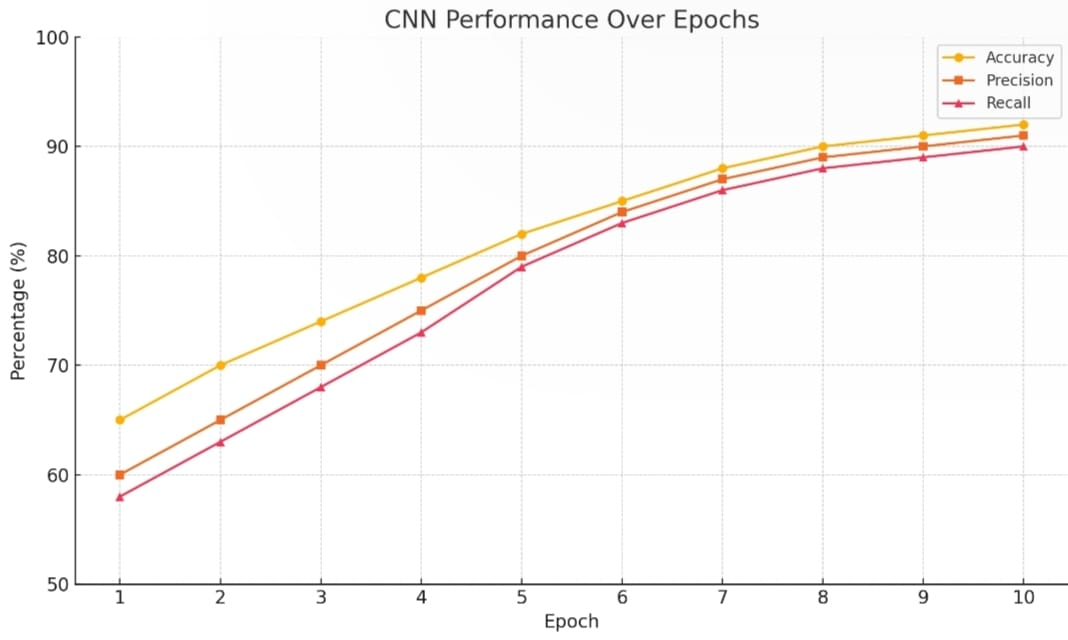 CNN Performance Over Epochs
100
90
80
70
60
50
Percentage (%)
Accuracy
Precision
Recall
1 2 3 4 5 6 7 8 9 10
Epoch